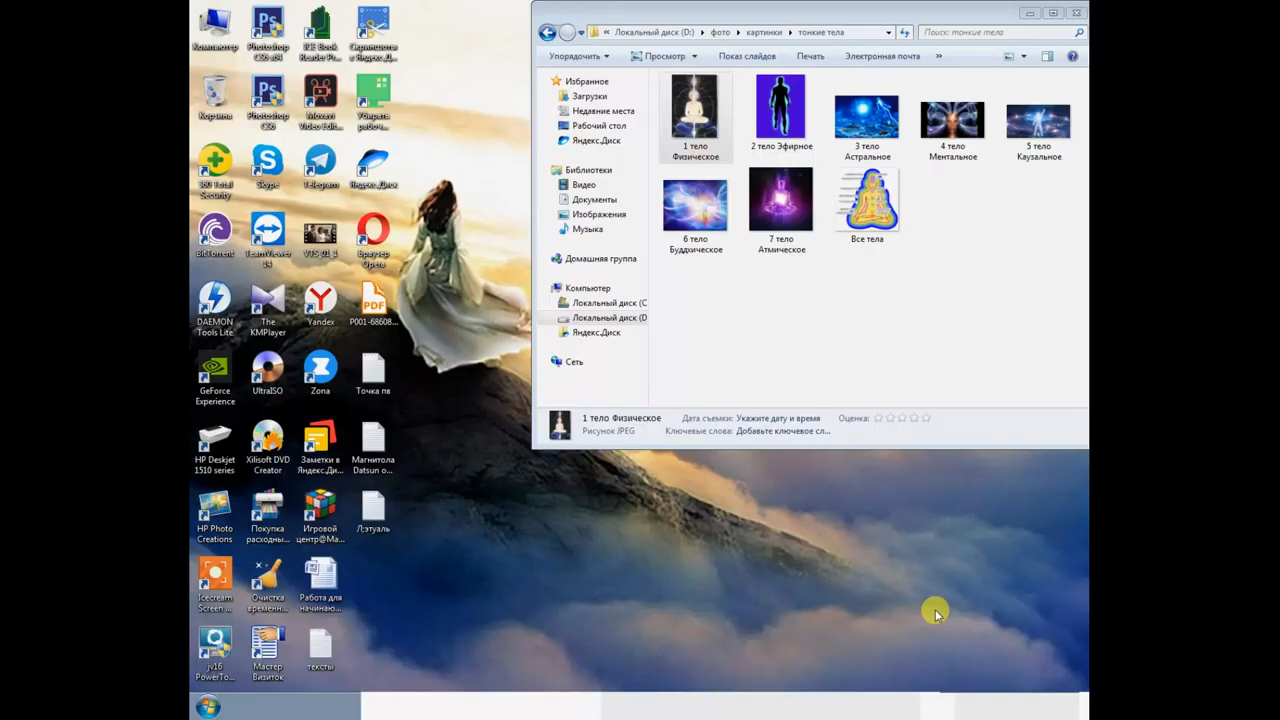 Компьютер
Photoshop
CS6 x64
ICE Book
Reader Pr...
Скриншоты
в Яндекс.Д...
Корзина
Photoshop
CS6
Movavi
Video Edit...
Убирать
рабоч...
360 Total
Security
Skype
Telegram
Яндекс.Диск
BitTorrent
TeamViewer
14
VTS_01_1
Браузер
Opera
DAEMON
Tools Lite
The
KMPlayer
Yandex
PDF
P001-68608...
GeForce
Experience
UltraISO
Zona
Точка пв
HP Deskjet
1510 series
Xilisoft DVD
Creator
Заметки в
Яндекс.Ди...
Магнитола
Datsun o...
HP Photo
Creations
Покупка
расходны...
Игровой
центр@Ма...
Л;этуаль
Icecream
Screen ...
Очистка
времënн...
Работа для
начинаю...
jv16
PowerTo...
Мастер
Визиток
тексты
« Локальный диск (D:) ▸ фото ▸ картинки ▸ тонкие тела
Поиск: тонкие тела
Упорядочить Просмотр Показ слайдов Печать Электронная почта »
Избранное
Загрузки
Недавние места
Рабочий стол
Яндекс.Диск
Библиотеки
Видео
Документы
Изображения
Музыка
Домашняя группа
Компьютер
Локальный диск (C
Локальный диск (D
Яндекс.Диск
Сеть
1 тело
Физическое
2 тело Эфирное
3 тело
Астральное
4 тело
Ментальное
5 тело
Каузальное
6 тело
Буддхическое
7 тело
Атмическое
Все тела
1 тело Физическое Дата съемки: Укажите дату и время Оценка:
Рисунок JPEG Ключевые слова: Добавьте ключевое сл...